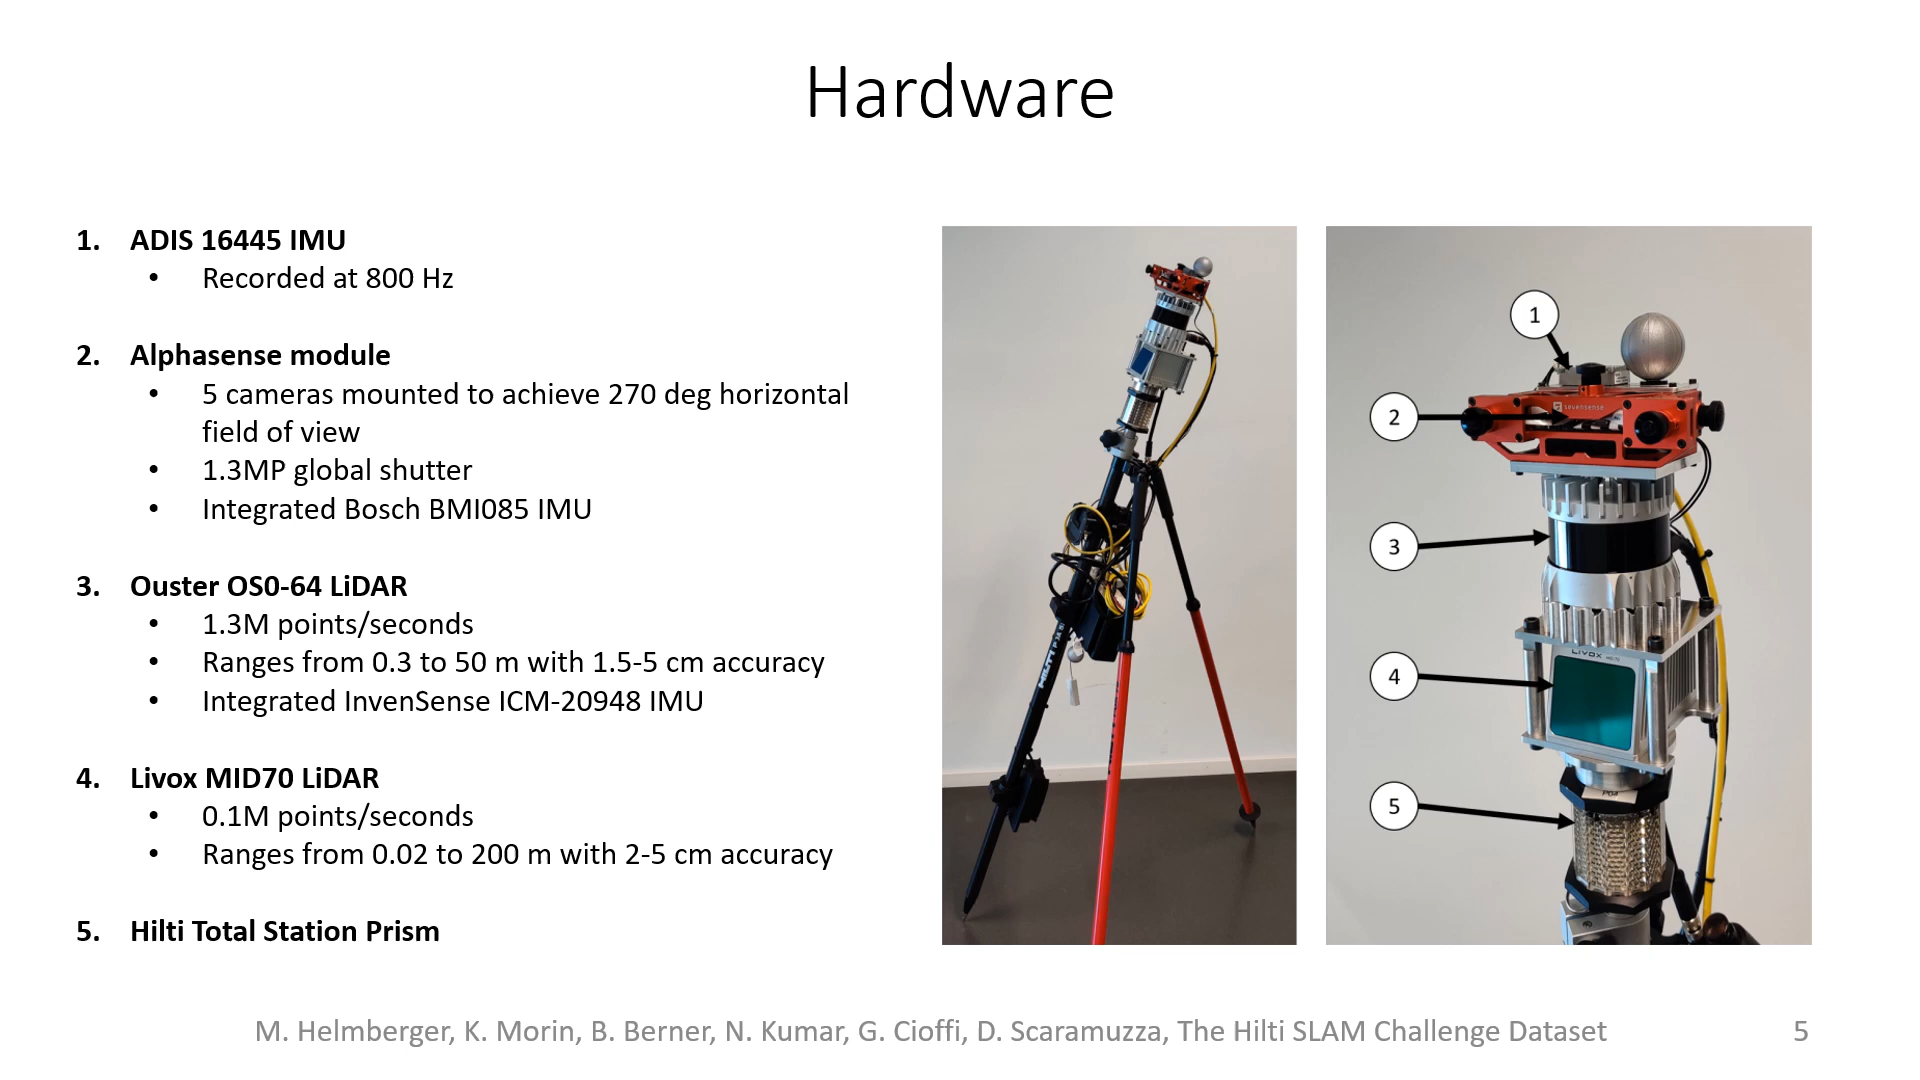 Hardware
1. ADIS 16445 IMU
• Recorded at 800 Hz
2. Alphasense module
• 5 cameras mounted to achieve 270 deg horizontal
field of view
• 1.3MP global shutter
• Integrated Bosch BMI085 IMU
3. Ouster OS0-64 LiDAR
• 1.3M points/seconds
• Ranges from 0.3 to 50 m with 1.5-5 cm accuracy
• Integrated InvenSense ICM-20948 IMU
4. Livox MID70 LiDAR
• 0.1M points/seconds
• Ranges from 0.02 to 200 m with 2-5 cm accuracy
5. Hilti Total Station Prism
HILTI
1
2
sevensense
3
4
LIVOX
5
M. Helmberger, K. Morin, B. Berner, N. Kumar, G. Cioffi, D. Scaramuzza, The Hilti SLAM Challenge Dataset
5